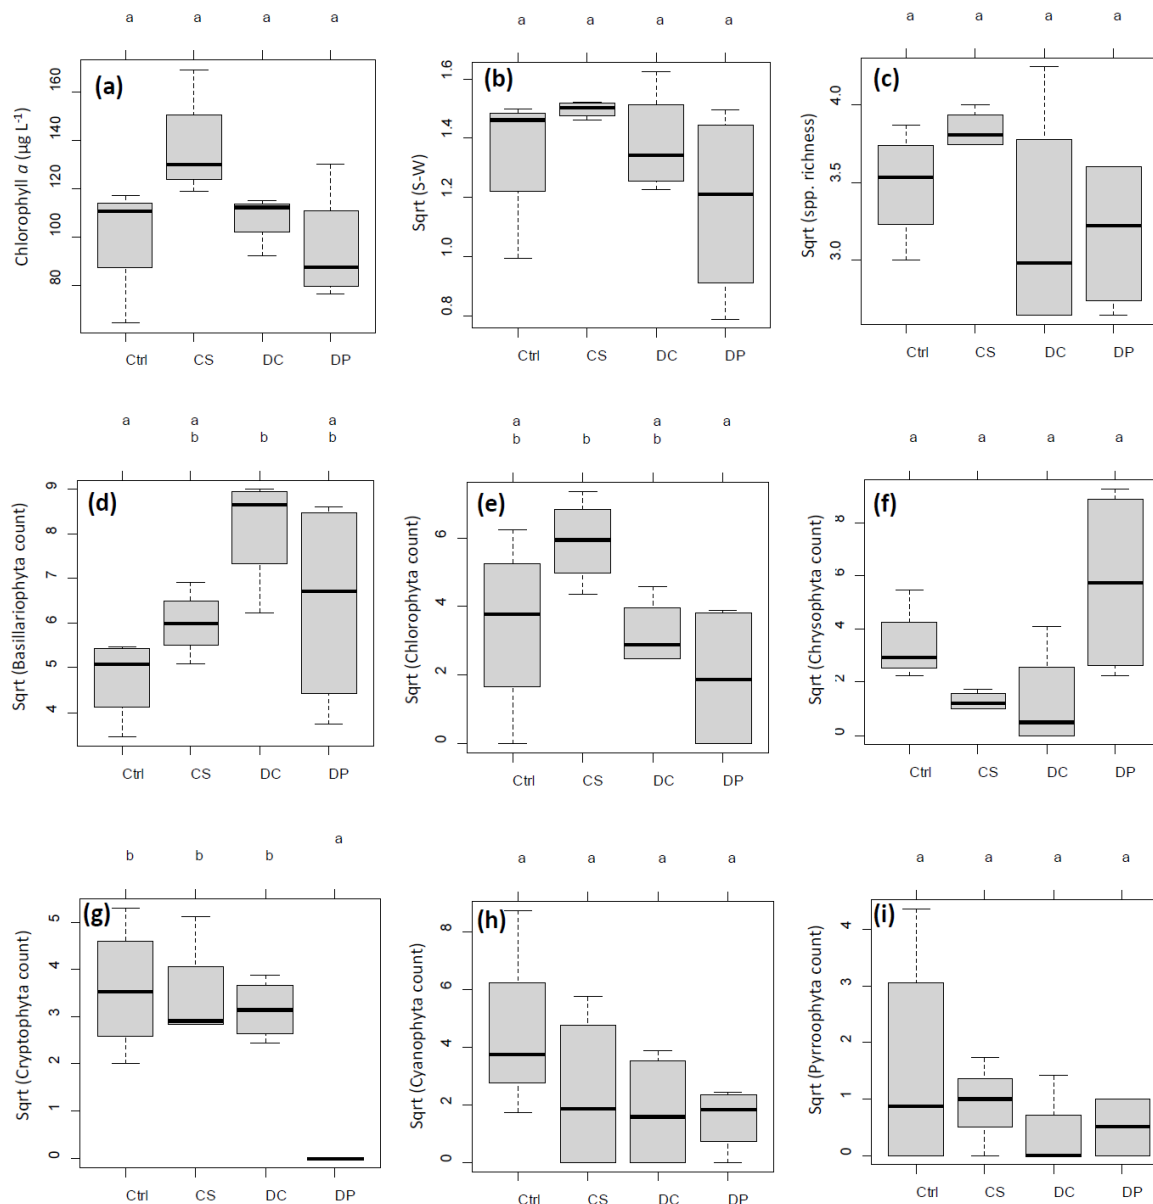 a a a a
a a a a
a a a a
(a)
(b)
(c)
Chlorophyll a (µg L-1)
80 100 120 140 160
Sqrt (S-W)
0.8 1.0 1.2 1.4 1.6
Sqrt (spp. richness)
3.0 3.5 4.0
Ctrl CS DC DP
Ctrl CS DC DP
Ctrl CS DC DP
a a b a
b b
a b a a
b b
a a a a
(d)
(e)
(f)
Sqrt (Basillariophyta count)
4 5 6 7 8 9
Sqrt (Chlorophyta count)
0 2 4 6
Sqrt (Chrysophyta count)
0 2 4 6 8
Ctrl CS DC DP
Ctrl CS DC DP
Ctrl CS DC DP
b b b a
a a a a
a a a a
(g)
(h)
(i)
Sqrt (Cryptophyta count)
0 1 2 3 4 5
Sqrt (Cyanophyta count)
0 2 4 6 8
Sqrt (Pyrroophyta count)
0 1 2 3 4
Ctrl CS DC DP
Ctrl CS DC DP
Ctrl CS DC DP